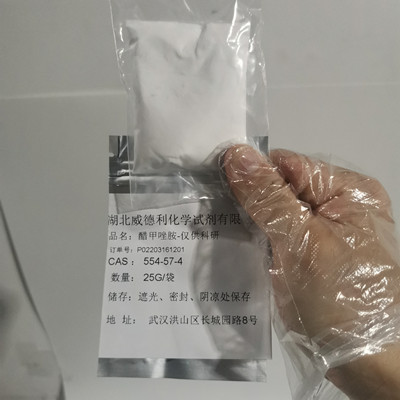 湖北威德利化学试剂有限
品名：醋甲唑胺-仅供科研
订单号：P02203161201
CAS：554-57-4
数量：25G/袋
储存：遮光、密封、阴凉处保存
地址：武汉洪山区长城园路8号